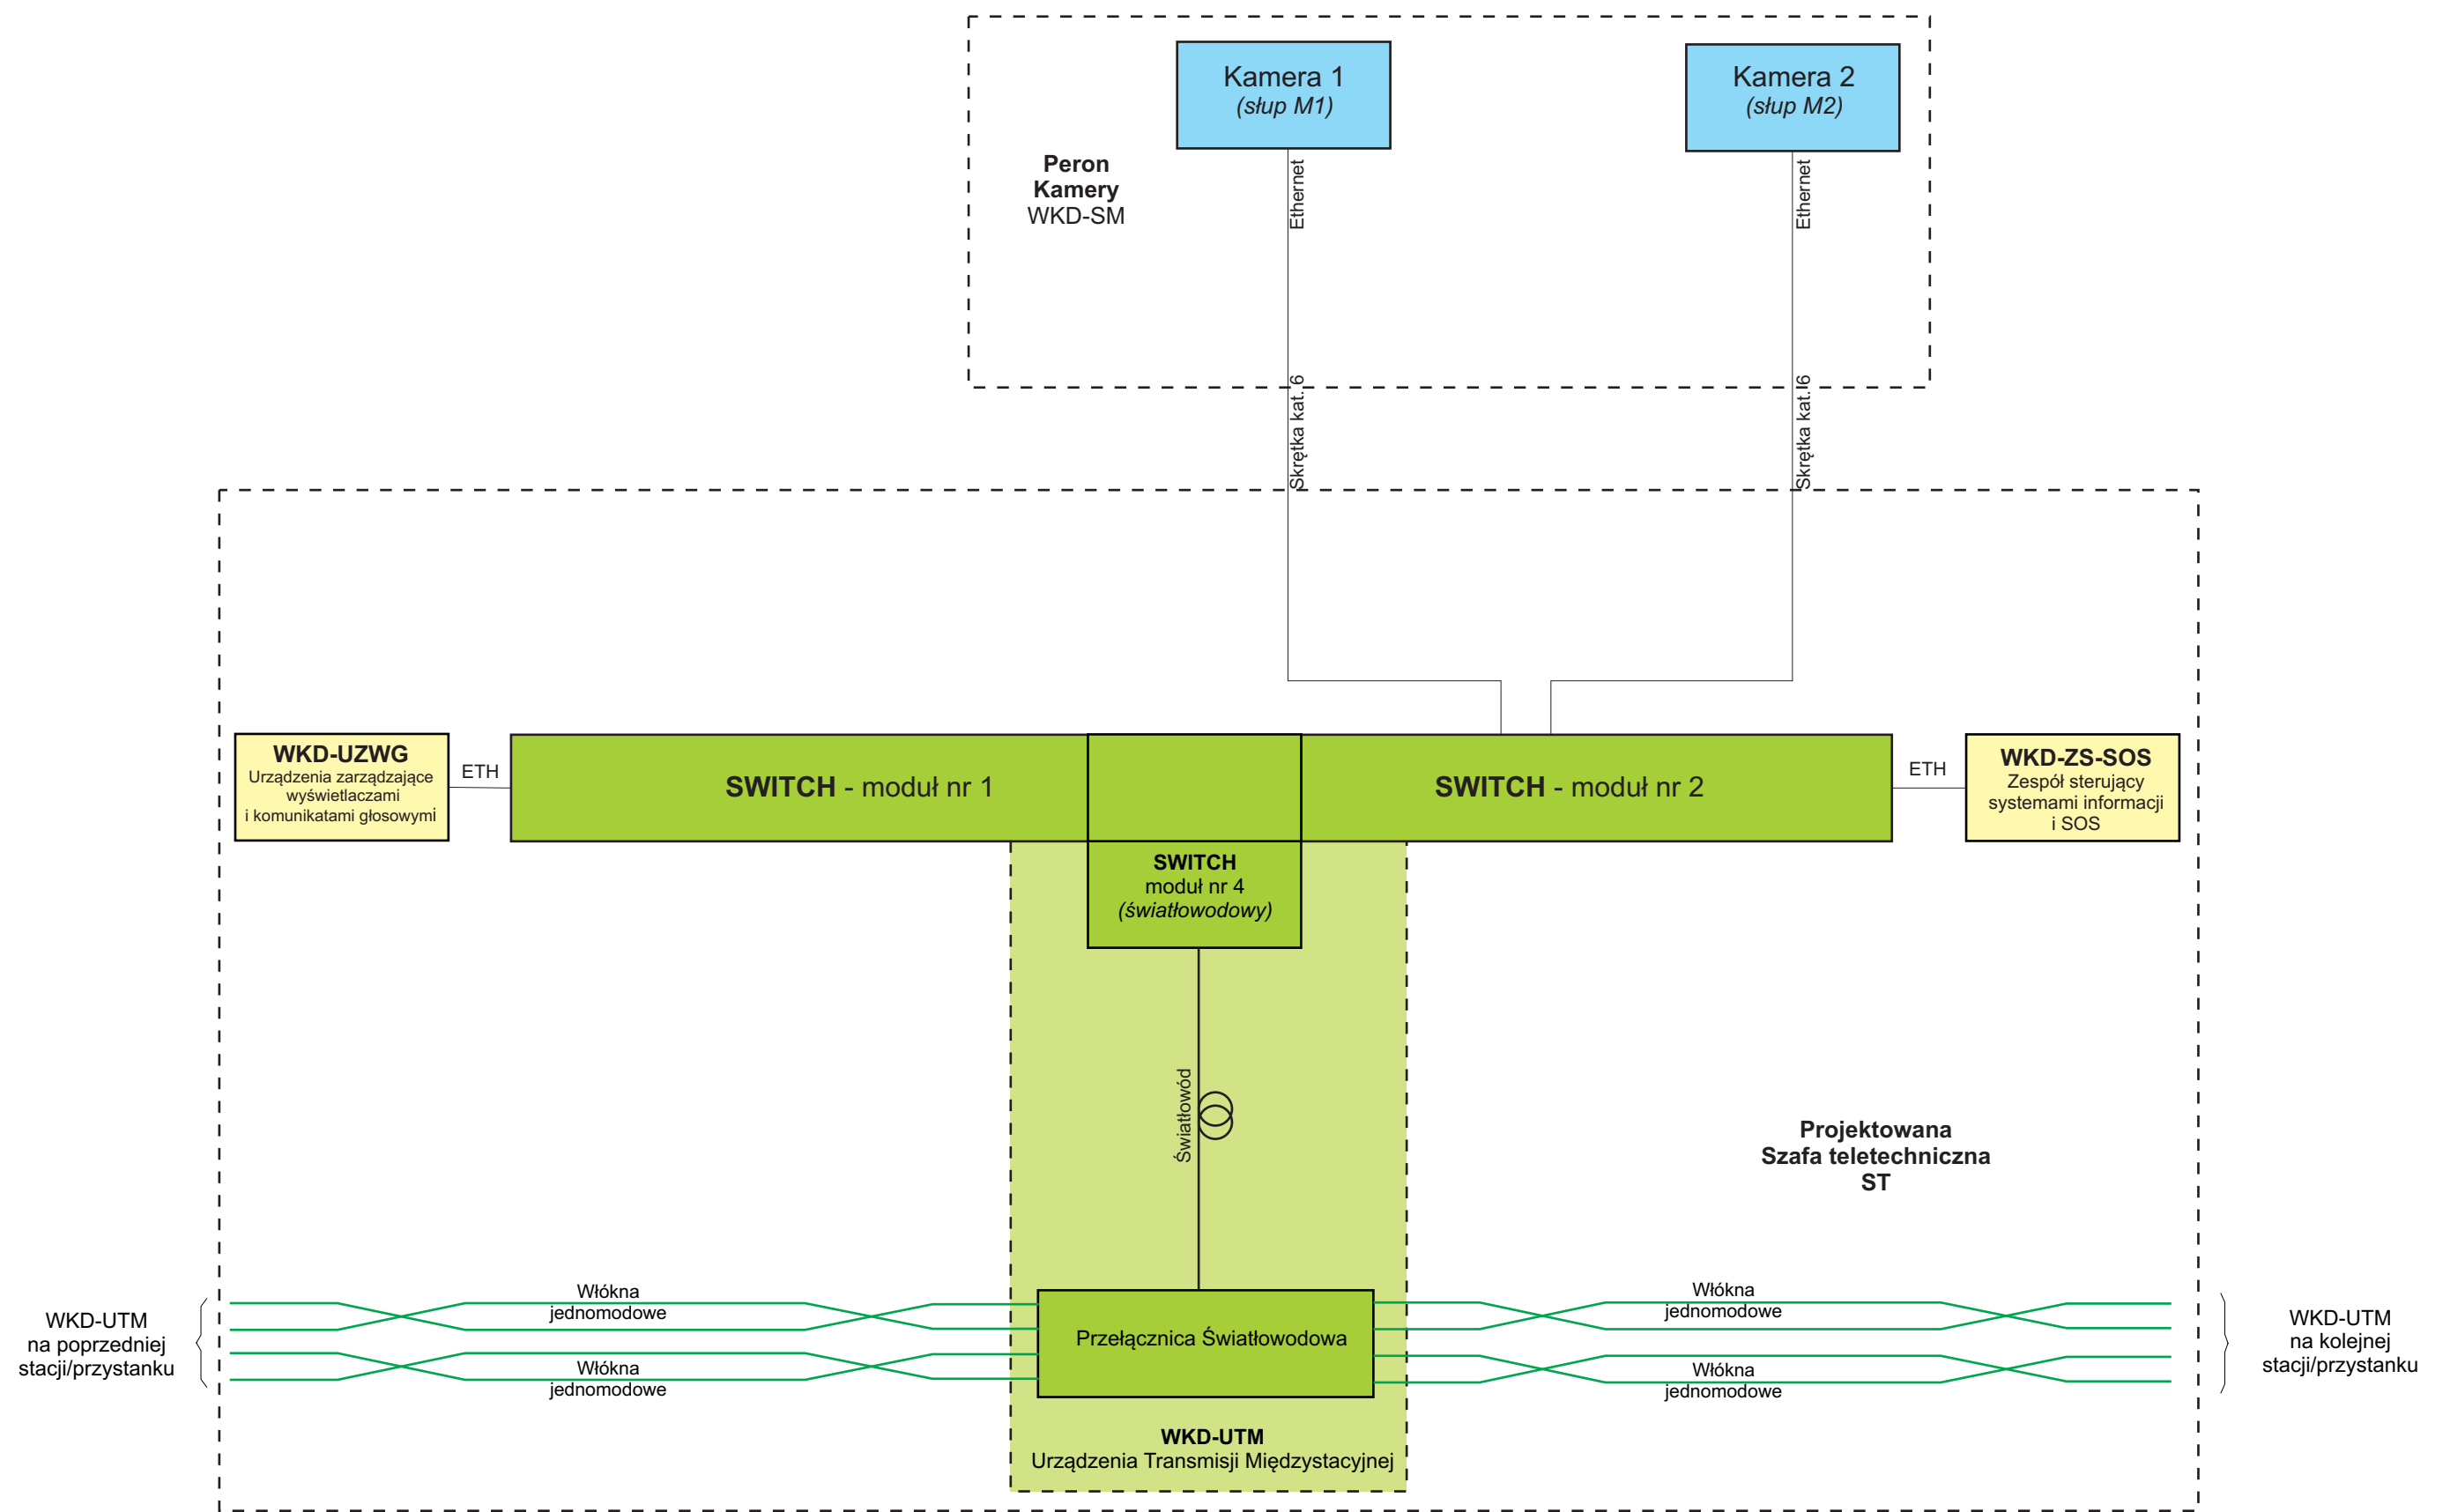 Kamera 1
(słup M1)
Kamera 2
(słup M2)
Peron
Kamery
WKD-SM
Ethernet
Ethernet
Skrętka kat. 6
Skrętka kat. 6
WKD-UZWG
Urządzenia zarządzające
wyświetlaczami
i komunikatami głosowymi
ETH
SWITCH - moduł nr 1
SWITCH - moduł nr 2
ETH
WKD-ZS-SOS
Zespół sterujący
systemami informacji
i SOS
SWITCH
moduł nr 4
(światłowodowy)
Światłowód
Projektowana
Szafa teletechniczna
ST
WKD-UTM
na poprzedniej
stacji/przystanku
Włókna
jednomodowe
Włókna
jednomodowe
Przełącznica Światłowodowa
Włókna
jednomodowe
Włókna
jednomodowe
WKD-UTM
na kolejnej
stacji/przystanku
WKD-UTM
Urządzenia Transmisji Międzystacyjnej